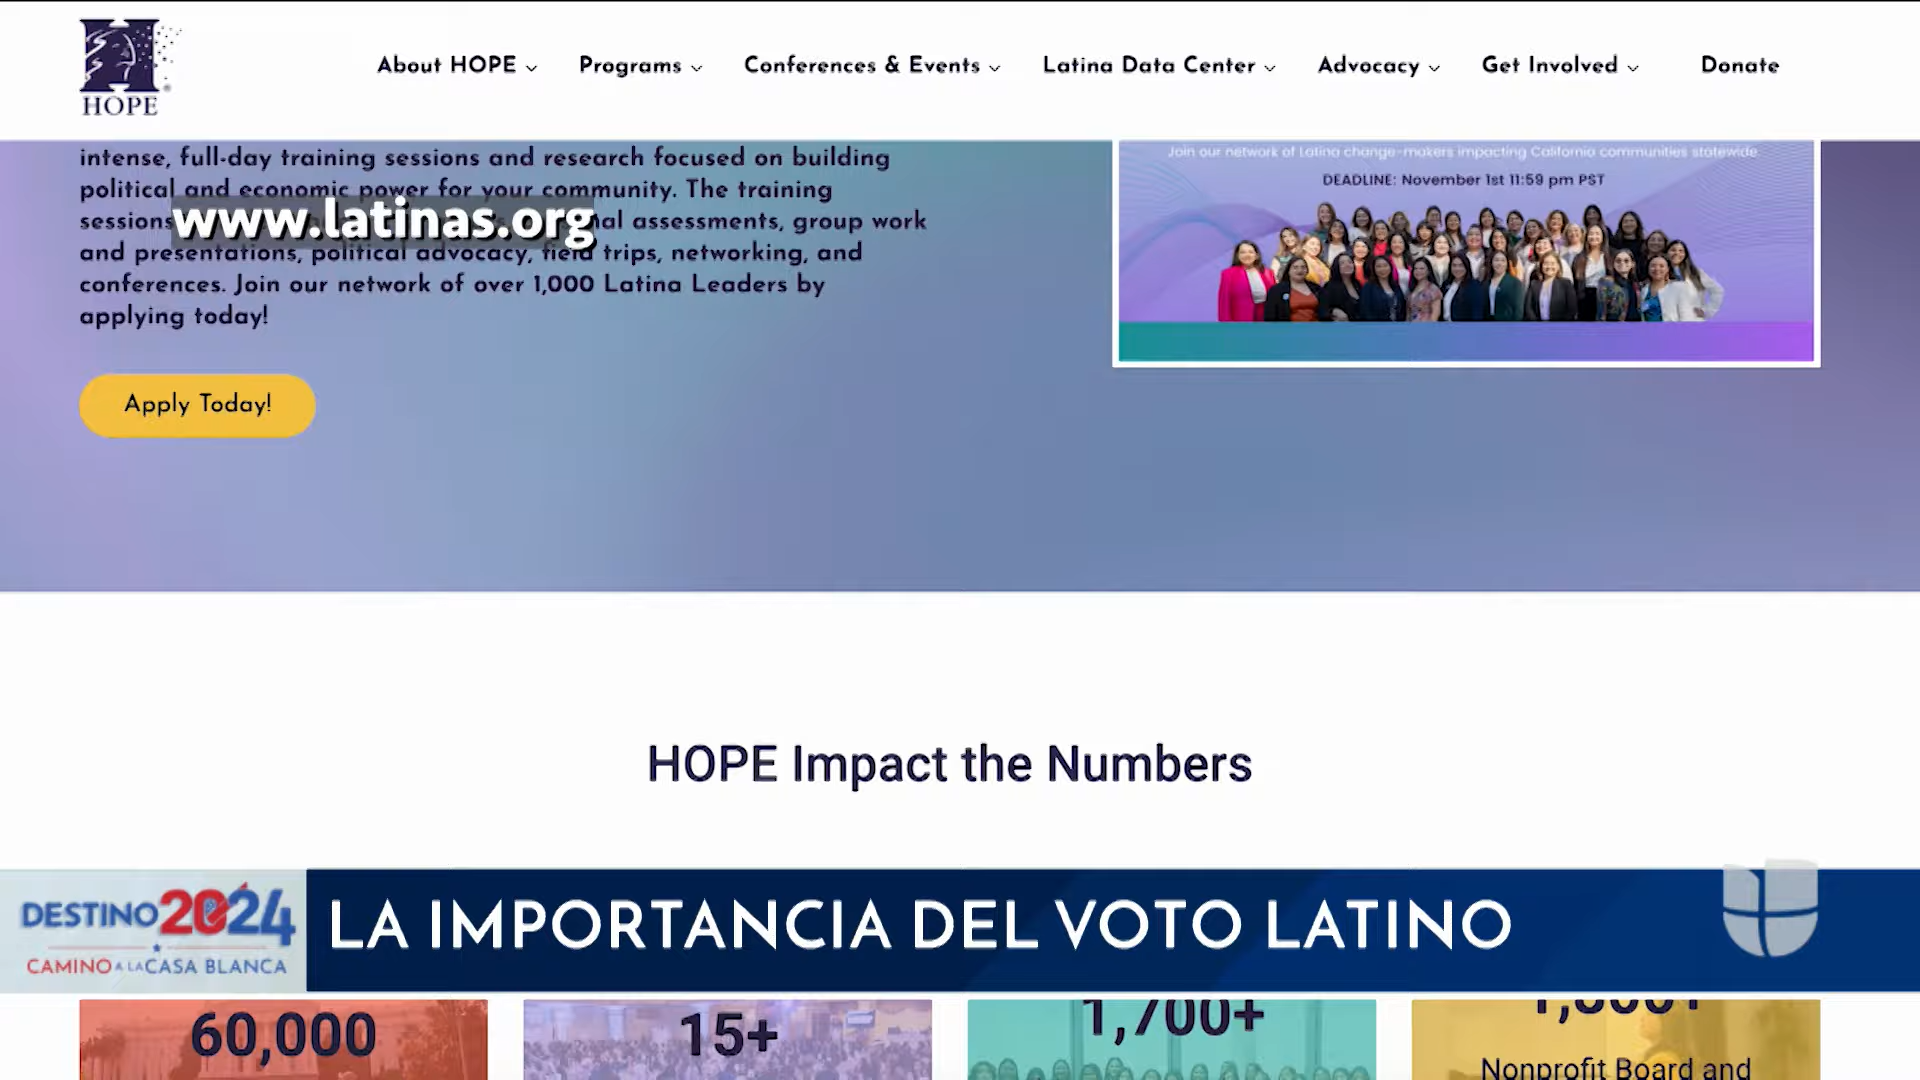 HOPE
About HOPE
Programs
Conferences & Events
Latina Data Center
Advocacy
Get Involved
Donate
intense, full-day training sessions and research focused on building
political and economic power for your community. The training
sessions nal assessments, group work
and presentations, political advocacy, field trips, networking, and
conferences. Join our network of over 1,000 Latina Leaders by
applying today!
www.latinas.org
Apply Today!
Join our network of Latina change-makers impacting California communities statewide
DEADLINE: November 1st 11:59 pm PST
HOPE Impact the Numbers
DESTINO 2024
CAMINO A LA CASA BLANCA
LA IMPORTANCIA DEL VOTO LATINO
60,000
15+
1,700+
Nonprofit Board and